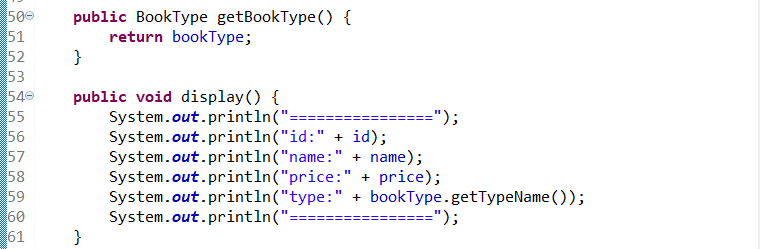 50 public BookType getBookType() {
51 return bookType;
52 }
53
54 public void display() {
55 System.out.println("================");
56 System.out.println("id:" + id);
57 System.out.println("name:" + name);
58 System.out.println("price:" + price);
59 System.out.println("type:" + bookType.getTypeName());
60 System.out.println("================");
61 }